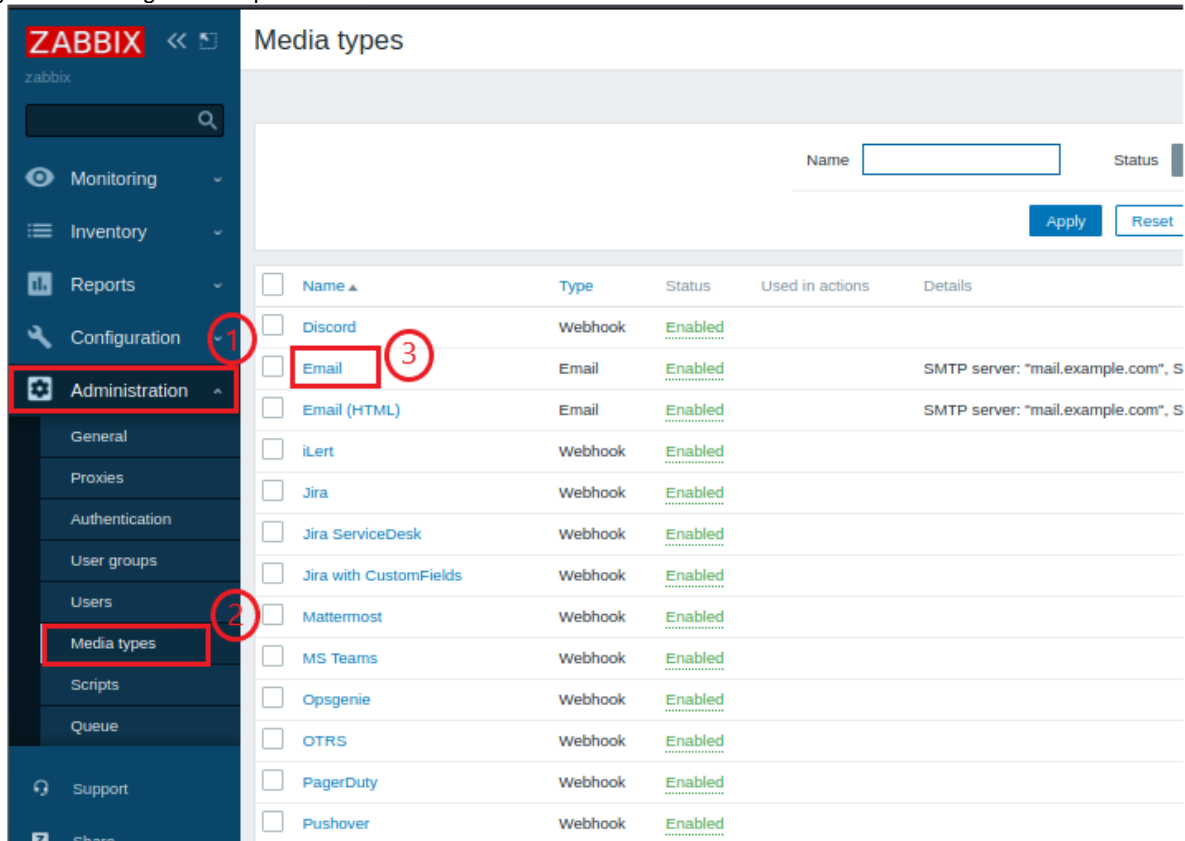 ZABBIX
Media types
zabbix
Name
Status
Monitoring
Inventory
Apply
Reset
Reports
Name
Type
Status
Used in actions
Details
Configuration
1
Discord
Webhook
Enabled
3
Email
Email
Enabled
SMTP server: "mail.example.com", S
Administration
Email (HTML)
Email
Enabled
SMTP server: "mail.example.com", S
General
iLert
Webhook
Enabled
Proxies
Jira
Webhook
Enabled
Authentication
Jira ServiceDesk
Webhook
Enabled
User groups
Jira with CustomFields
Webhook
Enabled
Users
2
Mattermost
Webhook
Enabled
Media types
MS Teams
Webhook
Enabled
Scripts
Opsgenie
Webhook
Enabled
Queue
OTRS
Webhook
Enabled
Support
PagerDuty
Webhook
Enabled
Z
Share
Pushover
Webhook
Enabled